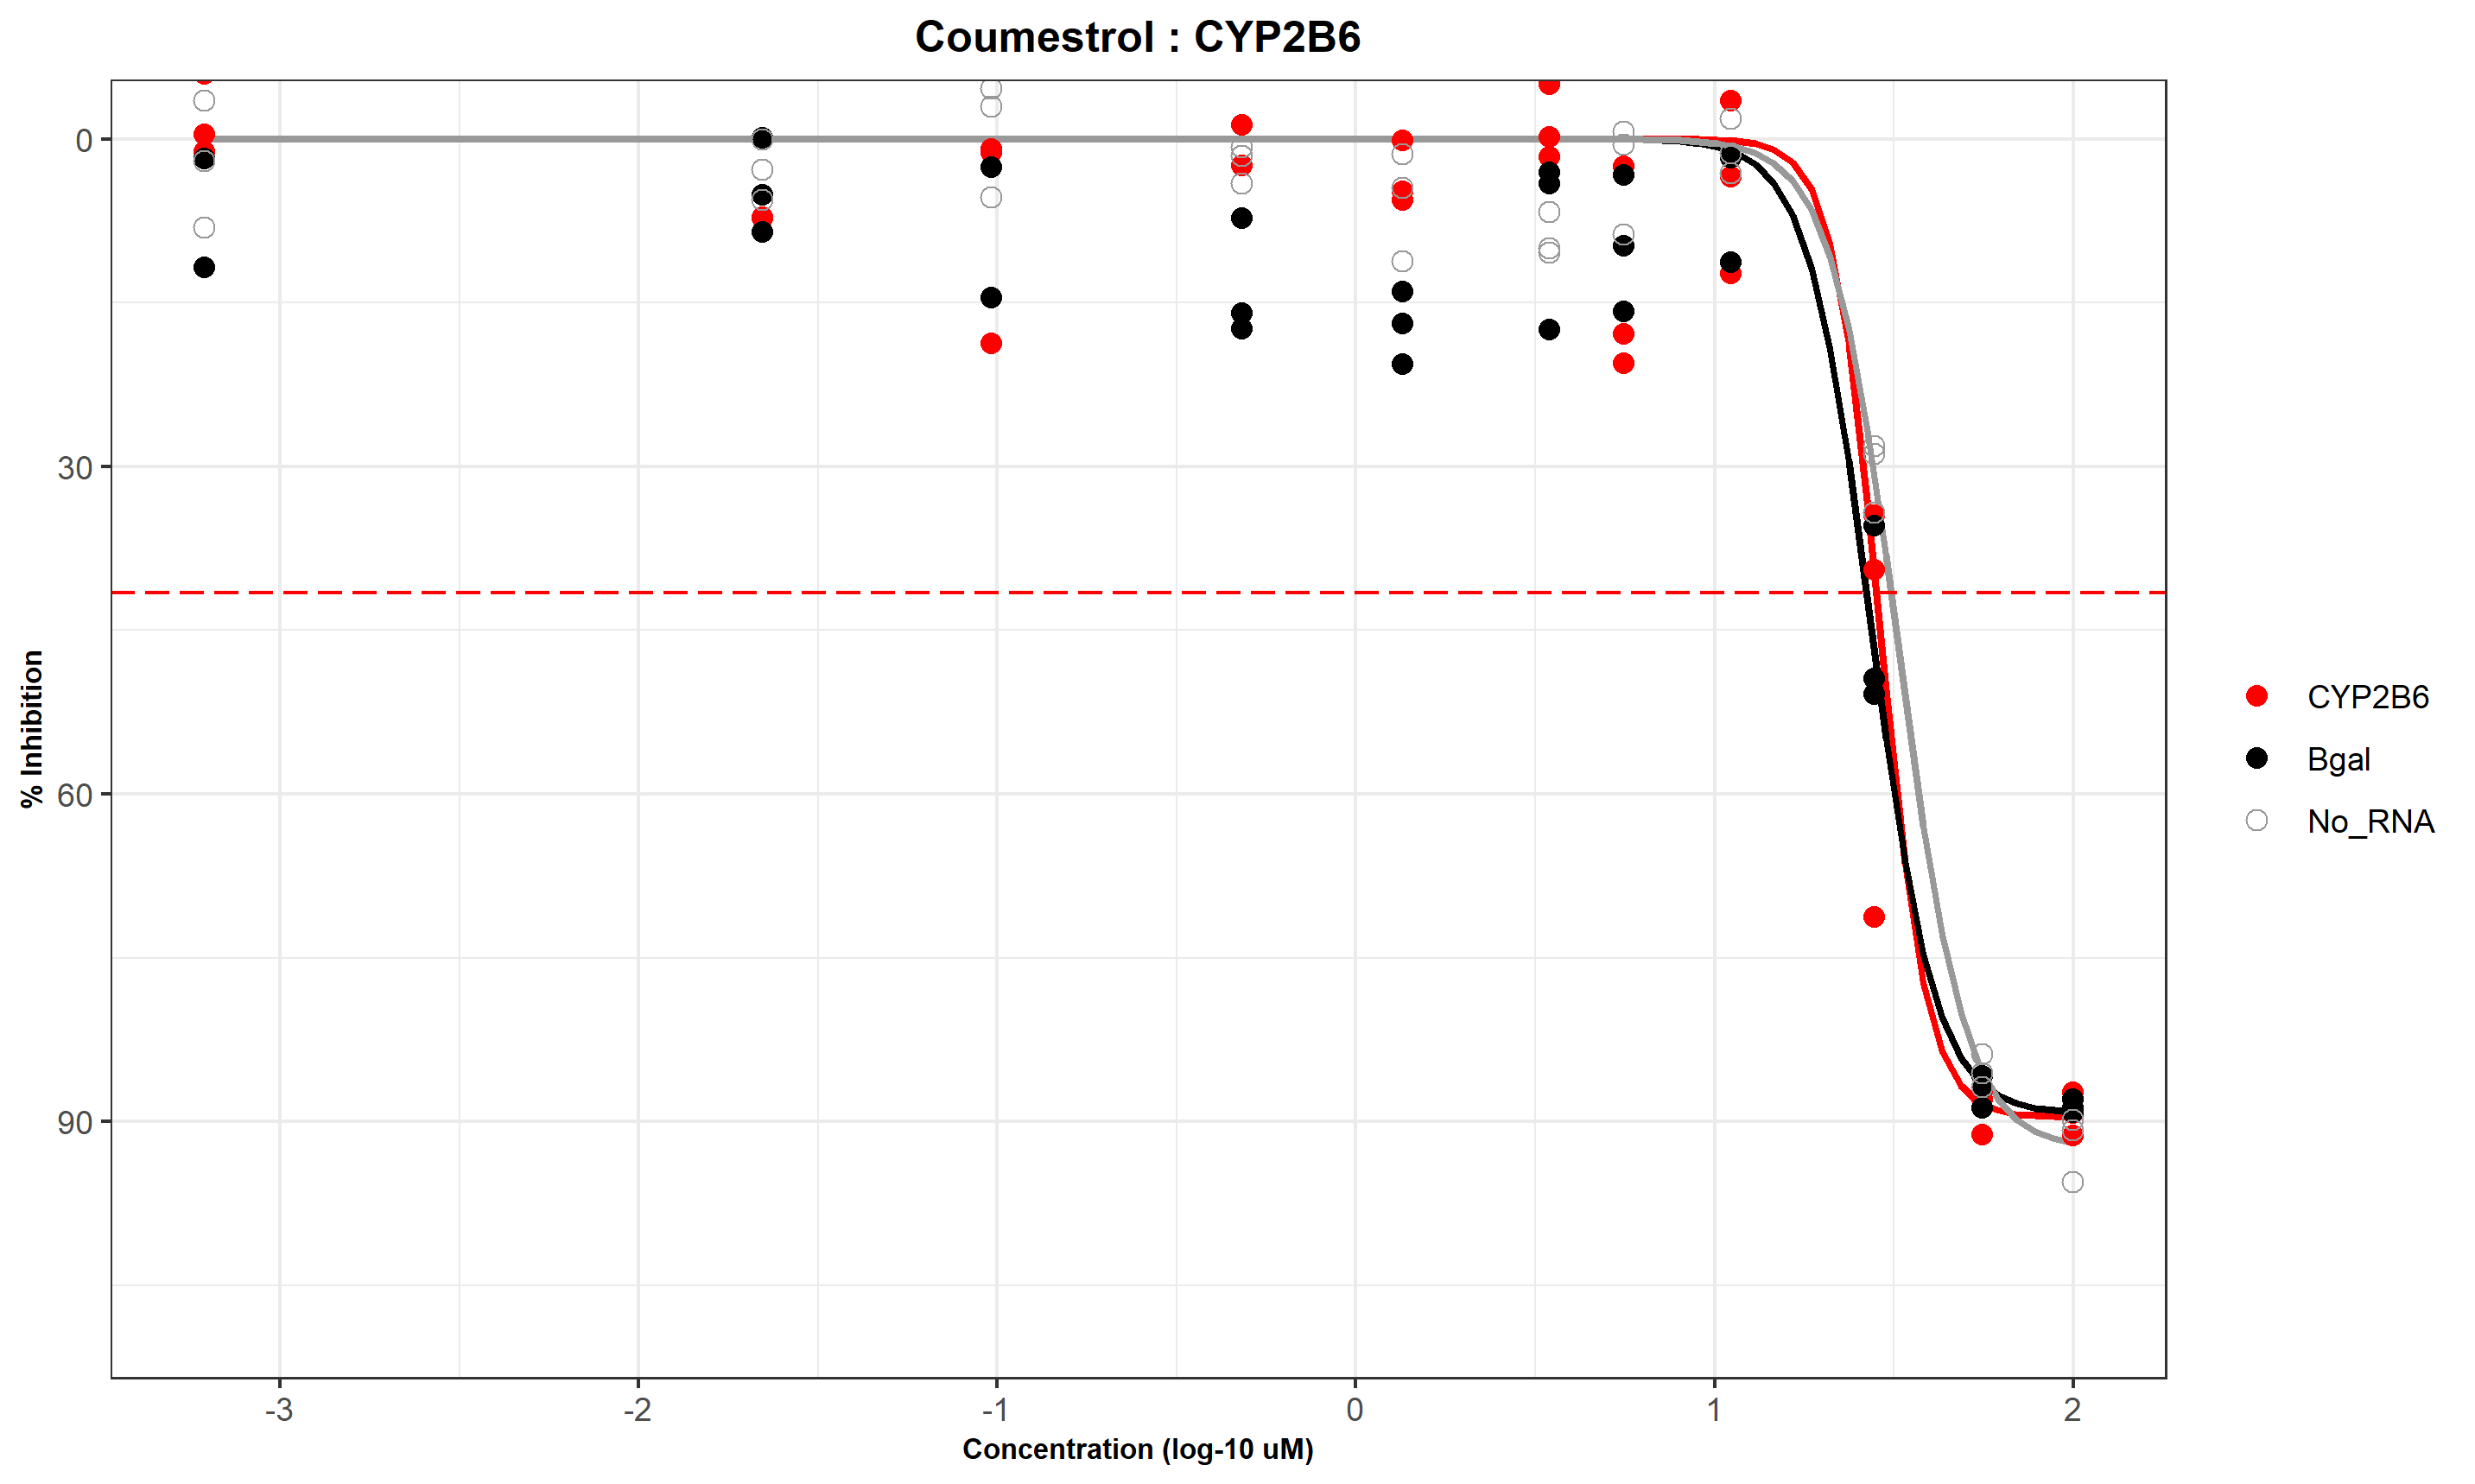 Coumestrol : CYP2B6
0
30
60
90
% Inhibition
-3
-2
-1
0
1
2
Concentration (log-10 uM)
CYP2B6
Bgal
No_RNA